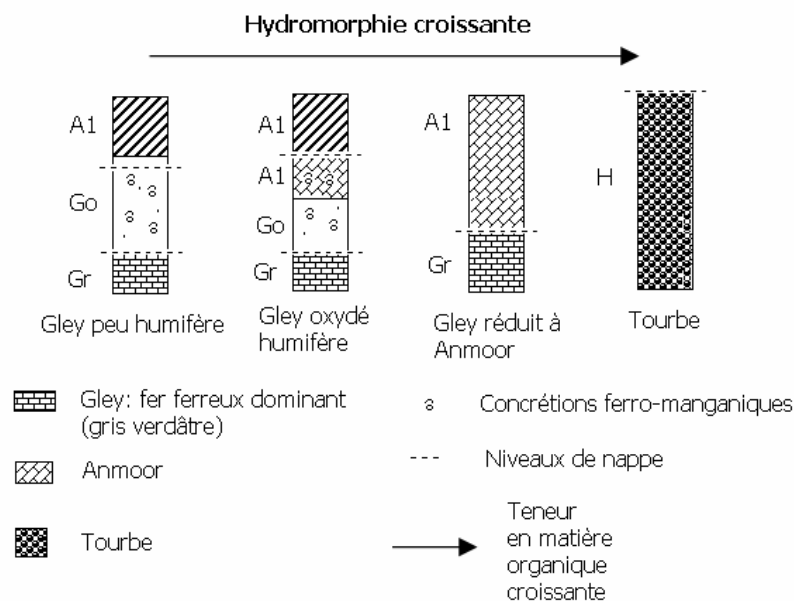 Hydromorphie croissante
A1
Go
Gr
A1
A1
Go
Gr
A1
Gr
H
Gley peu humifère
Gley oxydé
humifère
Gley réduit à
Anmoor
Tourbe
Gley: fer ferreux dominant
(gris verdâtre)
Concrétions ferro-manganiques
Anmoor
Niveaux de nappe
Tourbe
Teneur
en matière
organique
croissante